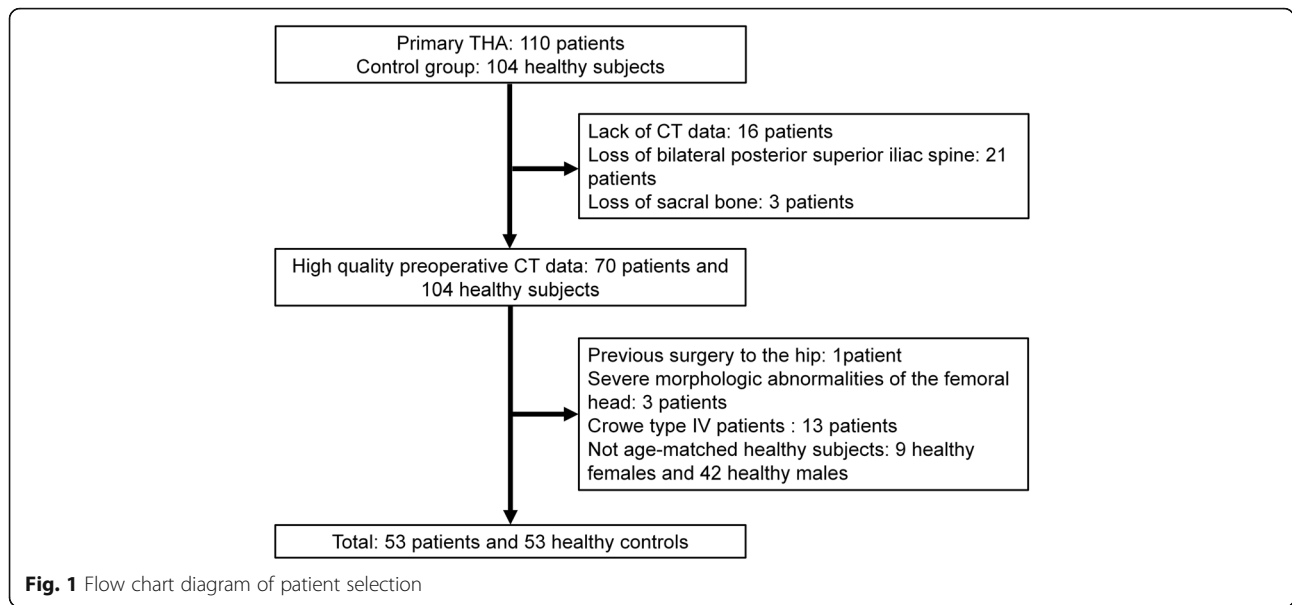 Primary THA: 110 patients
Control group: 104 healthy subjects
Lack of CT data: 16 patients
Loss of bilateral posterior superior iliac spine: 21
patients
Loss of sacral bone: 3 patients
High quality preoperative CT data: 70 patients and
104 healthy subjects
Previous surgery to the hip: 1patient
Severe morphologic abnormalities of the femoral
head: 3 patients
Crowe type IV patients : 13 patients
Not age-matched healthy subjects: 9 healthy
females and 42 healthy males
Total: 53 patients and 53 healthy controls
Fig. 1 Flow chart diagram of patient selection